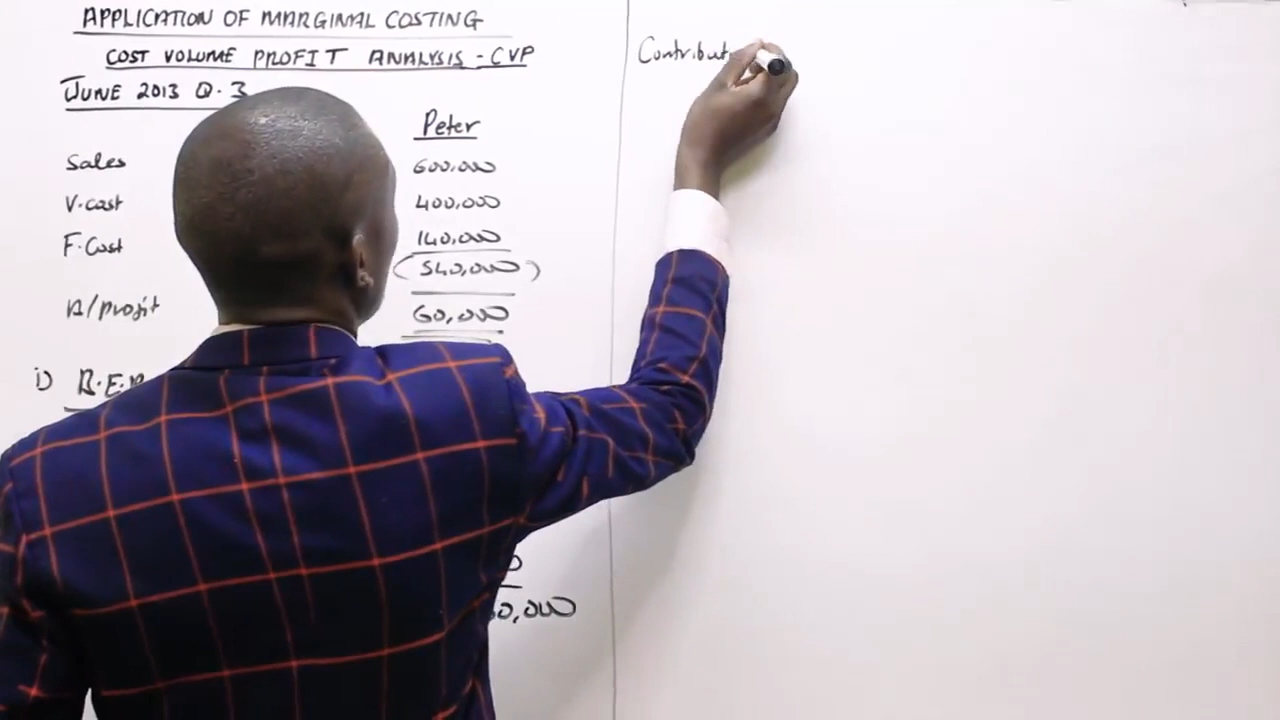 APPLICATION OF MARGINAL COSTING
COST VOLUME PROFIT ANALYSIS - CVP
JUNE 2013 Q.3
Peter
Sales 600,000
V.cost 400,000
F.Cost 140,000
(540,000)
B/profit 60,000
i) B.E.P
0,000
Contribut